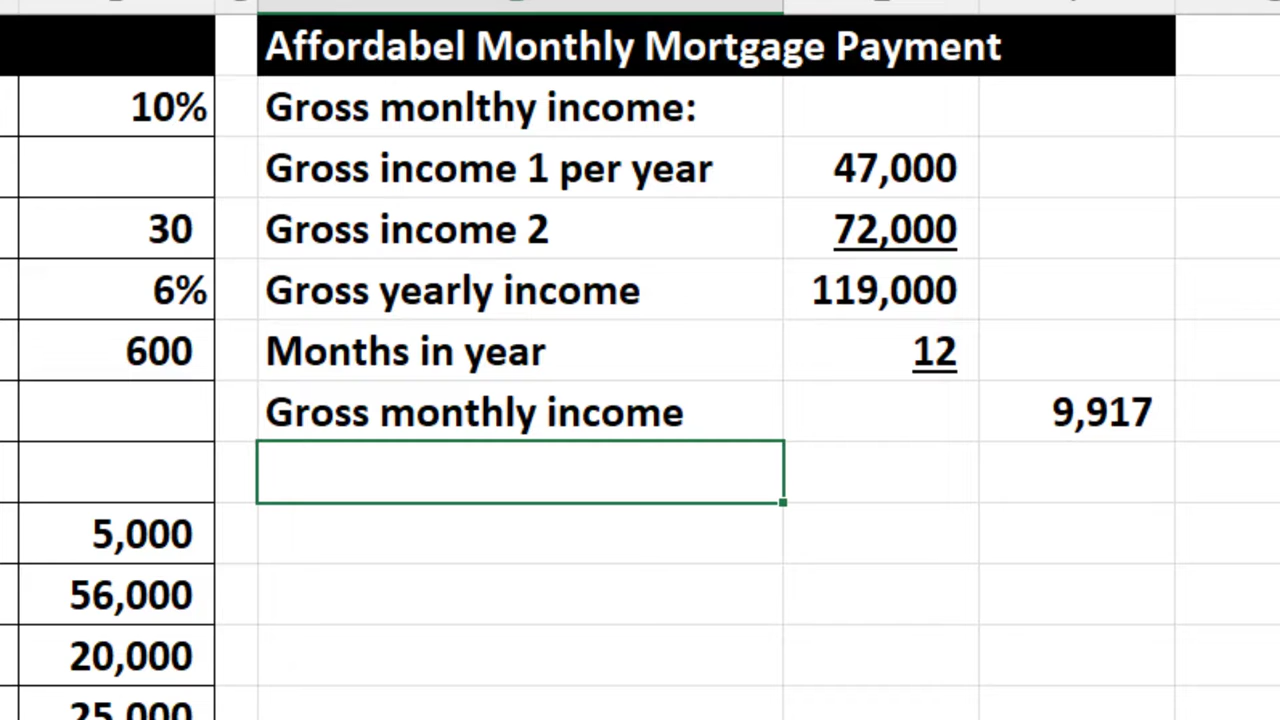 Affordabel Monthly Mortgage Payment
10% Gross monlthy income:
Gross income 1 per year 47,000
30 Gross income 2 72,000
6% Gross yearly income 119,000
600 Months in year 12
Gross monthly income 9,917
5,000
56,000
20,000
25,000